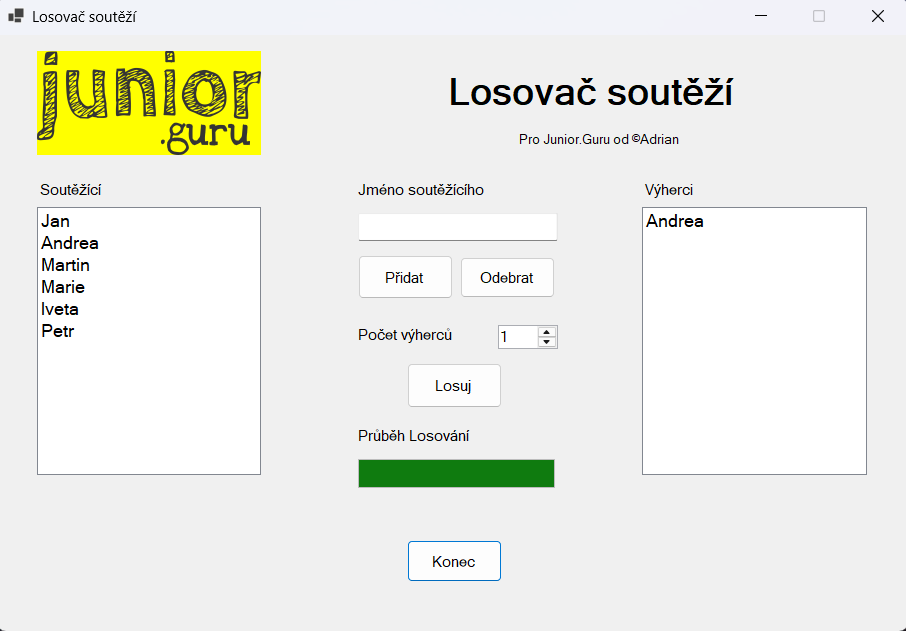 Losovač soutěží
junior
.guru
Losovač soutěží
Pro Junior.Guru od ©Adrian
Soutěžící
Jan
Andrea
Martin
Marie
Iveta
Petr
Jméno soutěžícího
Přidat
Odebrat
Počet výherců
1
Losuj
Průběh Losování
Konec
Výherci
Andrea